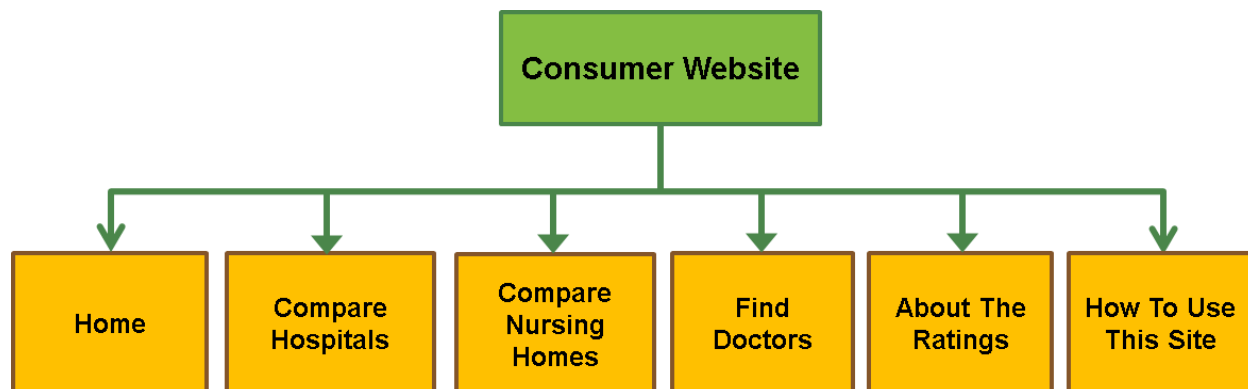 Consumer Website
Home
Compare
Hospitals
Compare
Nursing
Homes
Find
Doctors
About The
Ratings
How To Use
This Site